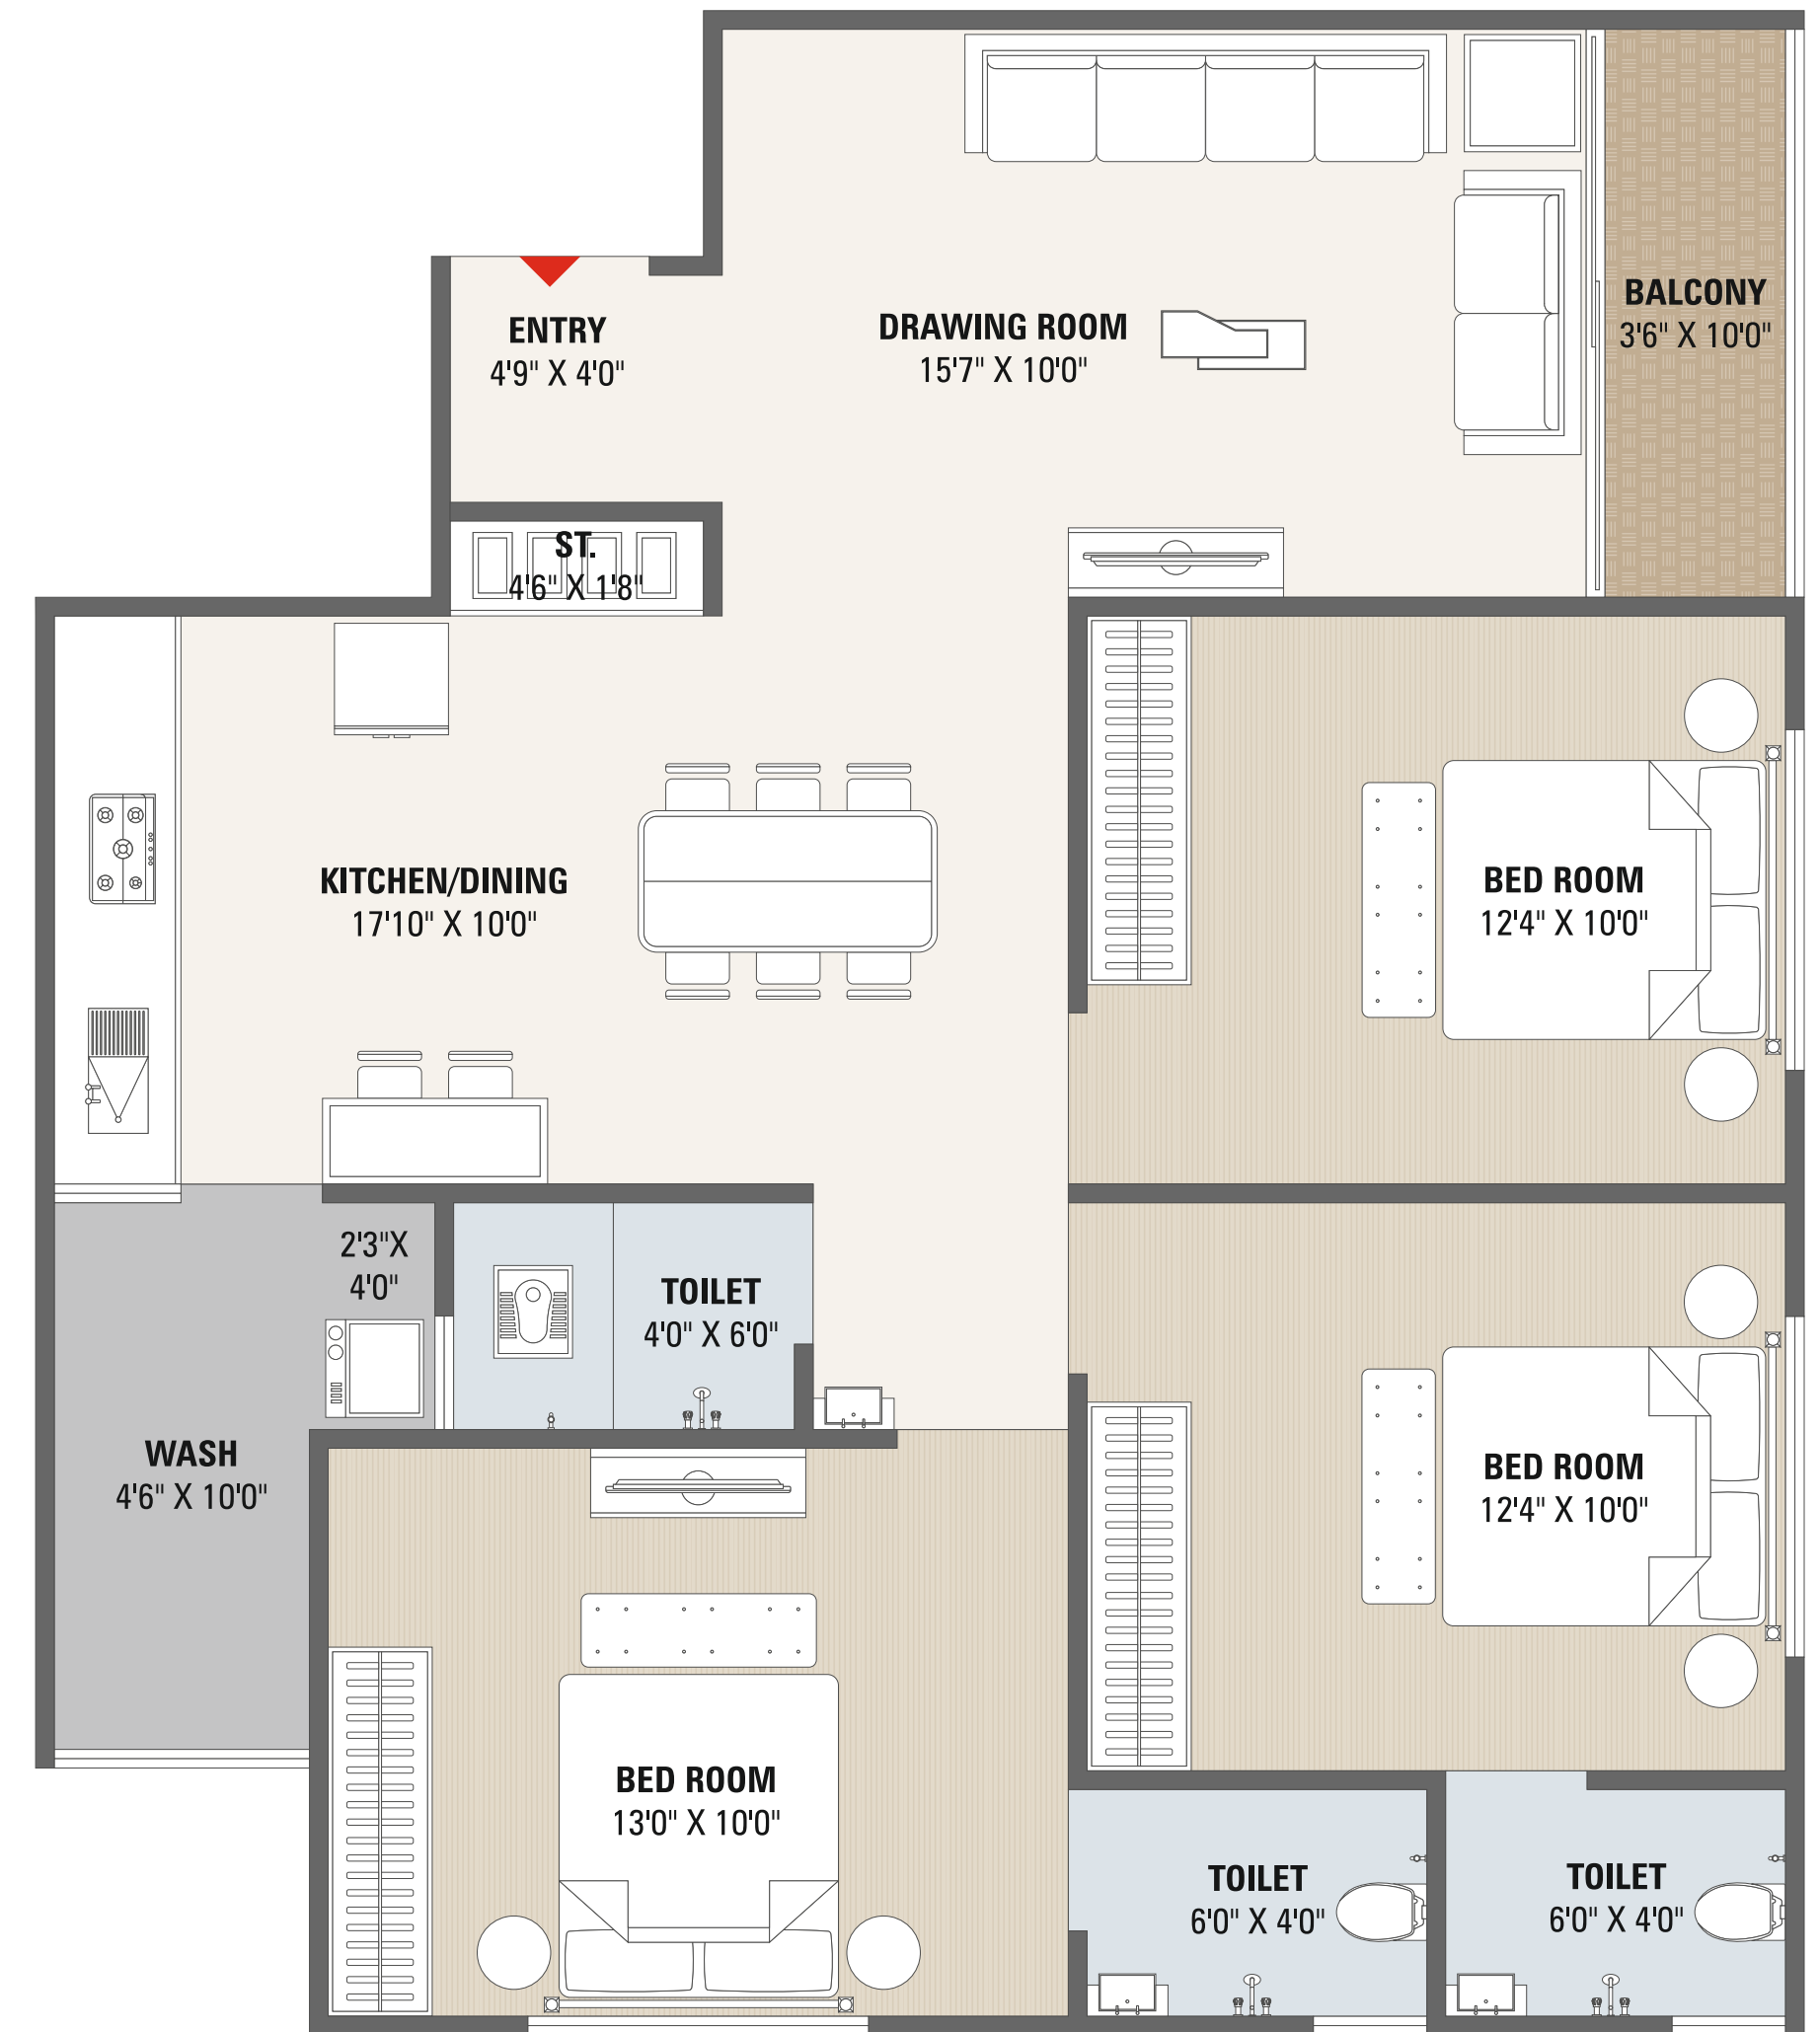 BALCONY
3'6" X 10'0"
ENTRY
4'9" X 4'0"
DRAWING ROOM
15'7" X 10'0"
ST.
4'6" X 1'8"
KITCHEN/DINING
17'10" X 10'0"
BED ROOM
12'4" X 10'0"
2'3"X
4'0"
TOILET
4'0" X 6'0"
WASH
4'6" X 10'0"
BED ROOM
12'4" X 10'0"
BED ROOM
13'0" X 10'0"
TOILET
6'0" X 4'0"
TOILET
6'0" X 4'0"